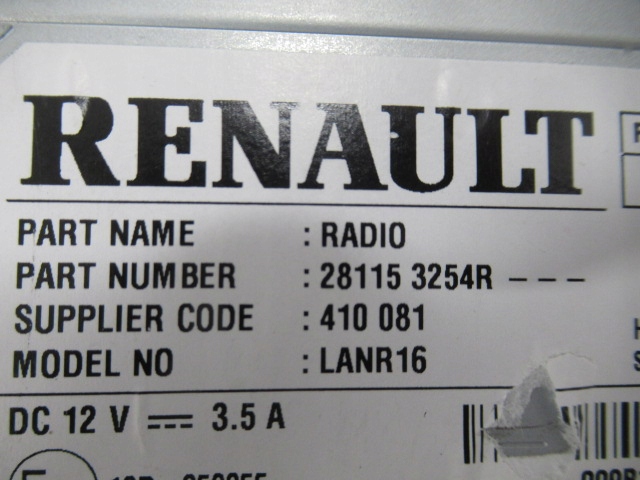 RENAULT
PART NAME : RADIO
PART NUMBER : 28115 3254R – – –
SUPPLIER CODE : 410 081
MODEL NO : LANR16
DC 12 V ⎓ 3.5 A